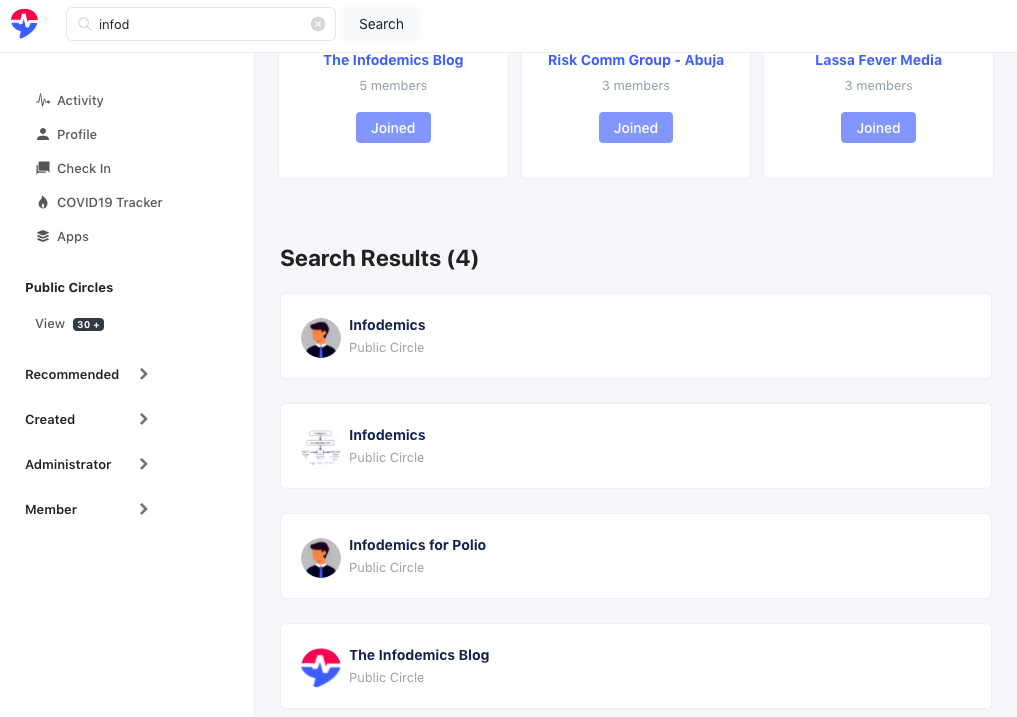 infod
Search
Activity
Profile
Check In
COVID19 Tracker
Apps
Public Circles
View 30 +
Recommended
Created
Administrator
Member
The Infodemics Blog
5 members
Joined
Risk Comm Group - Abuja
3 members
Joined
Lassa Fever Media
3 members
Joined
Search Results (4)
Infodemics
Public Circle
Infodemics
Public Circle
Infodemics for Polio
Public Circle
The Infodemics Blog
Public Circle